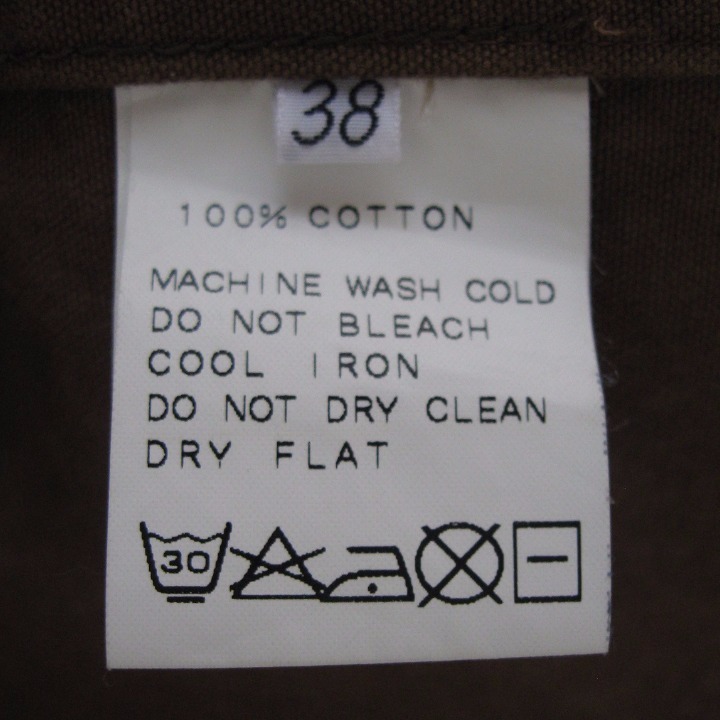 38
100% COTTON
MACHINE WASH COLD
DO NOT BLEACH
COOL IRON
DO NOT DRY CLEAN
DRY FLAT
30